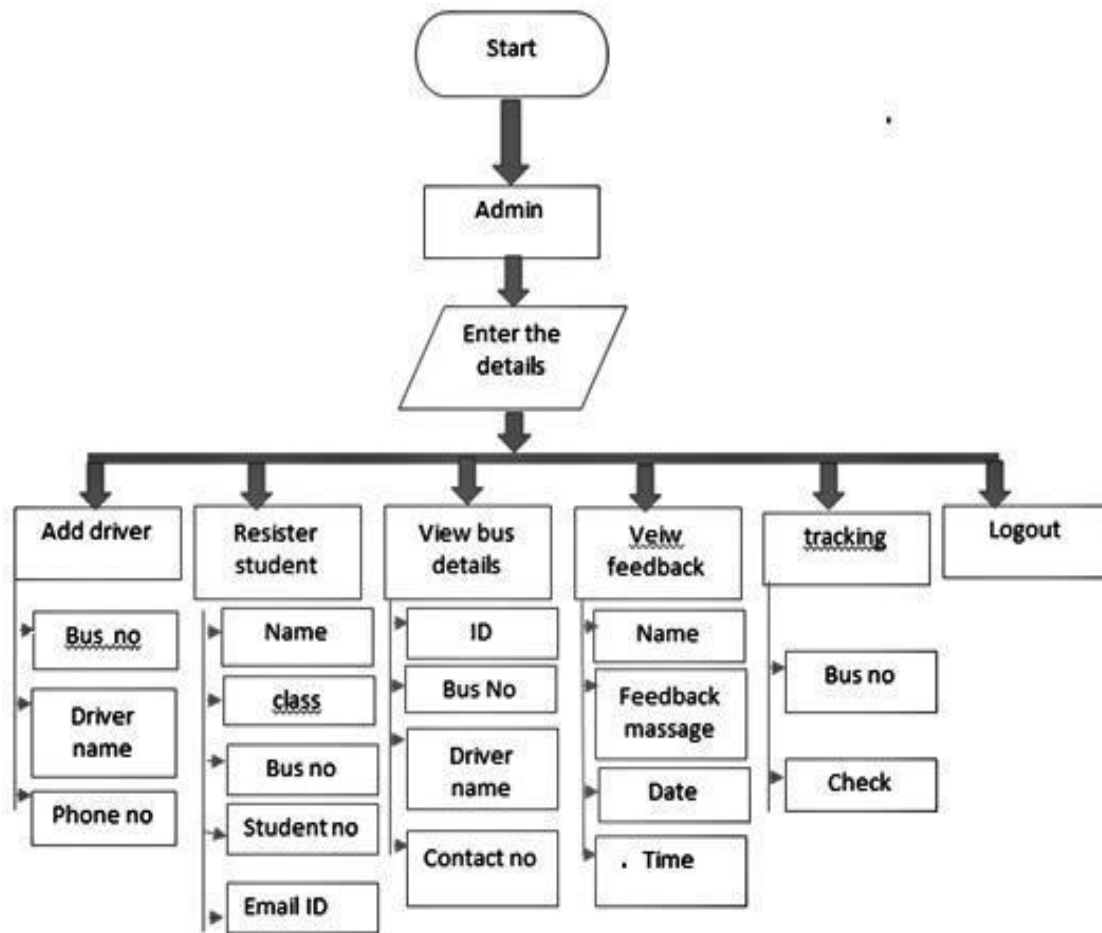 Start
Admin
Enter the
details
Add driver
Bus no
Driver
name
Phone no
Resister
student
Name
class
Bus no
Student no
Email ID
View bus
details
ID
Bus No
Driver
name
Contact no
Veiw
feedback
Name
Feedback
massage
Date
. Time
tracking
Bus no
Check
Logout